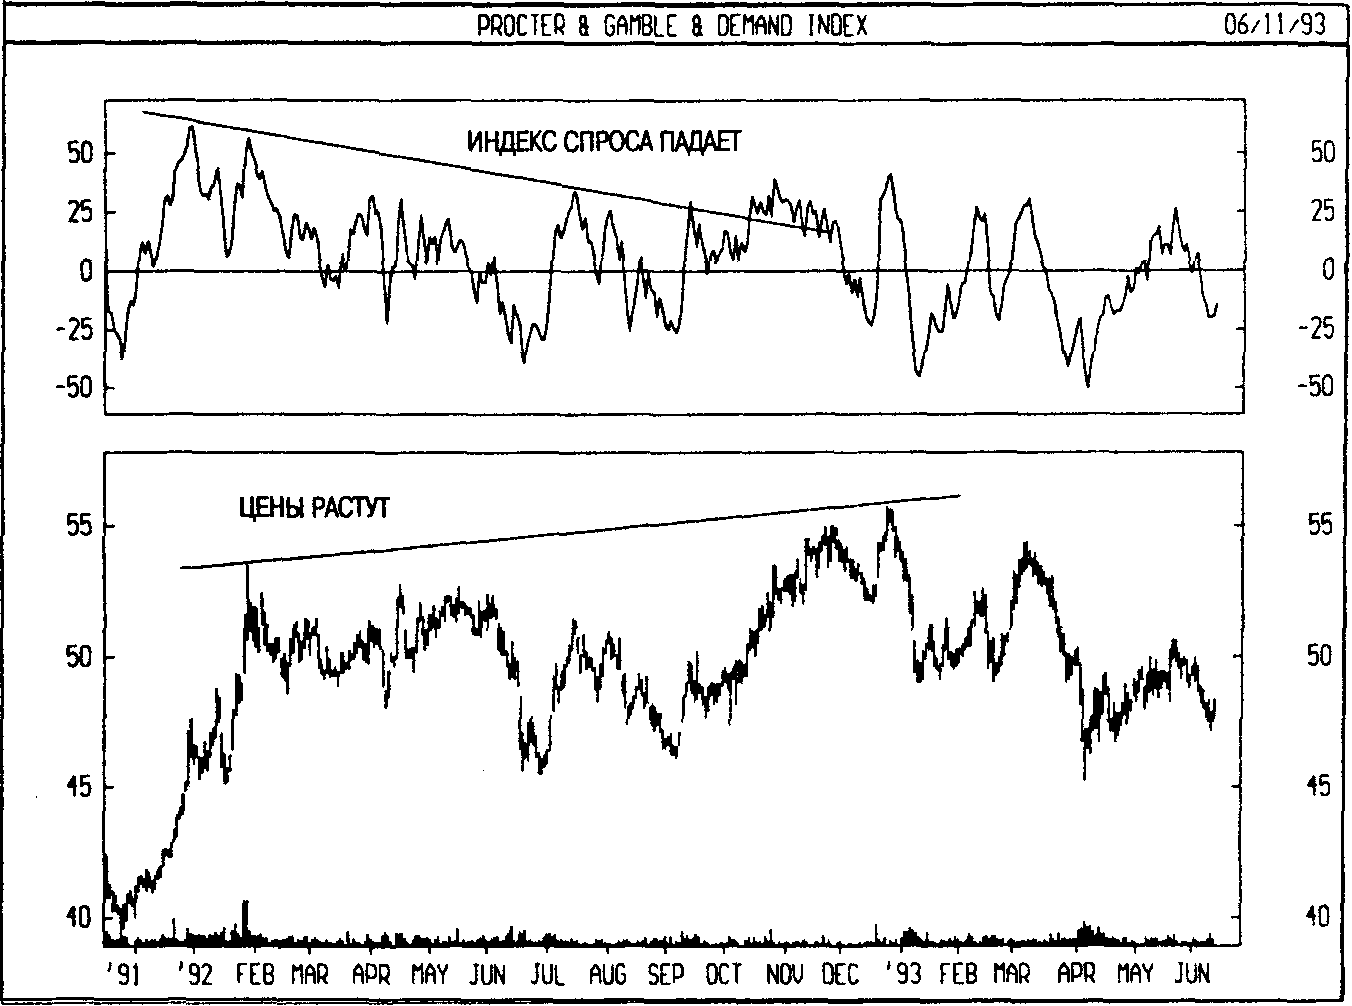 PROCTER & GAMBLE & DEMAND INDEX 06/11/93
ИНДЕКС СПРОСА ПАДАЕТ
50 50
25 25
0 0
-25 -25
-50 -50
ЦЕНЫ РАСТУТ
55 55
50 50
45 45
40 40
'91 '92 FEB MAR APR MAY JUN JUL AUG SEP OCT NOV DEC '93 FEB MAR APR MAY JUN